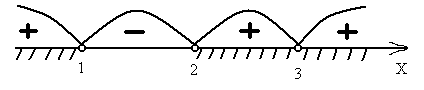 + − + +
1 2 3 X